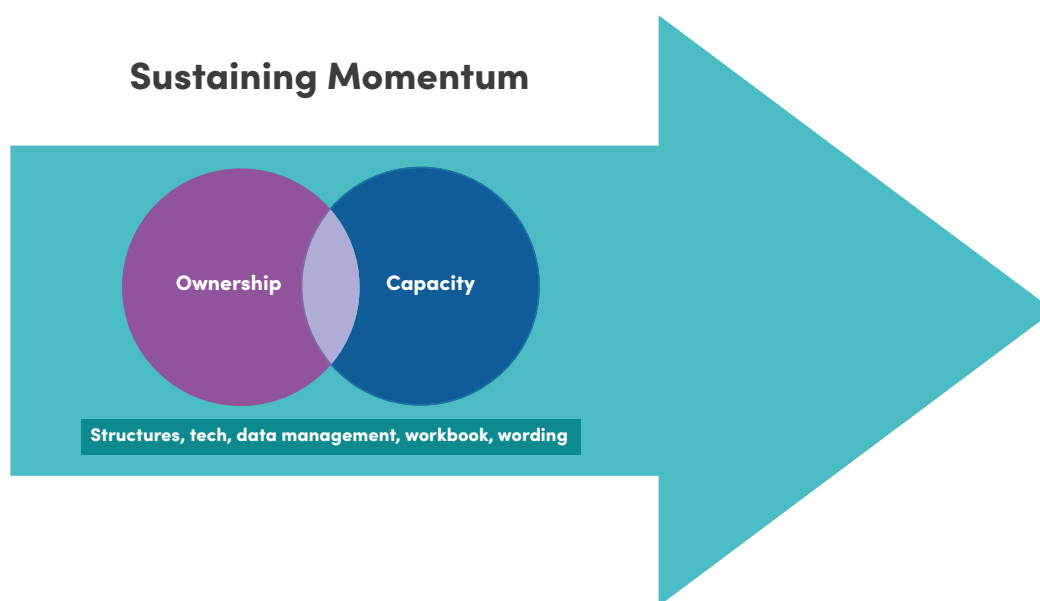 Sustaining Momentum
Ownership
Capacity
Structures, tech, data management, workbook, wording